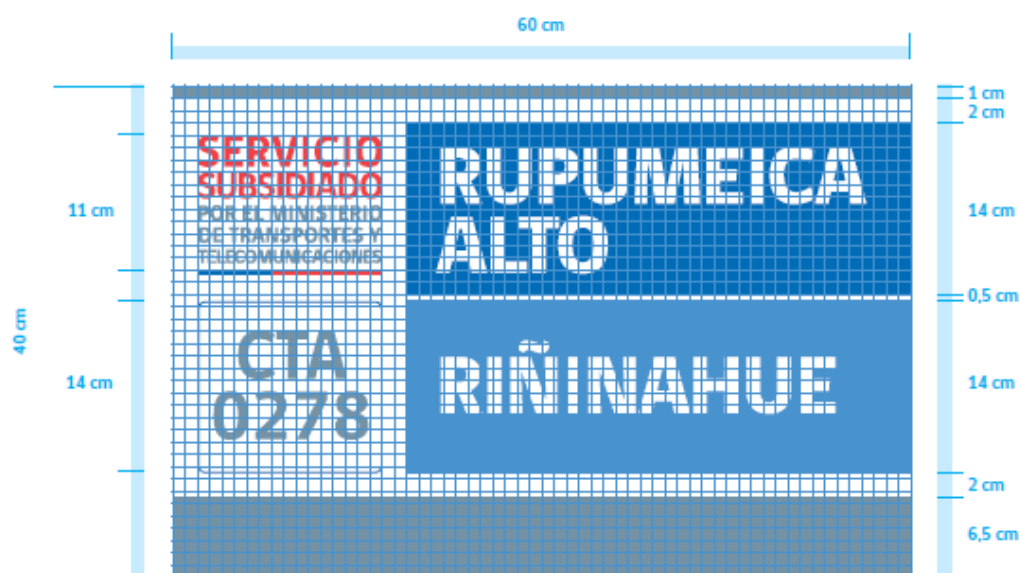 60 cm
1 cm
2 cm
SERVICIO
SUBSIDIADO
POR EL MINISTERIO
DE TRANSPORTES Y
TELECOMUNICACIONES
RUPUMEICA
ALTO
11 cm
14 cm
0,5 cm
40 cm
CTA
0278
RIÑINAHUE
14 cm
14 cm
2 cm
6,5 cm